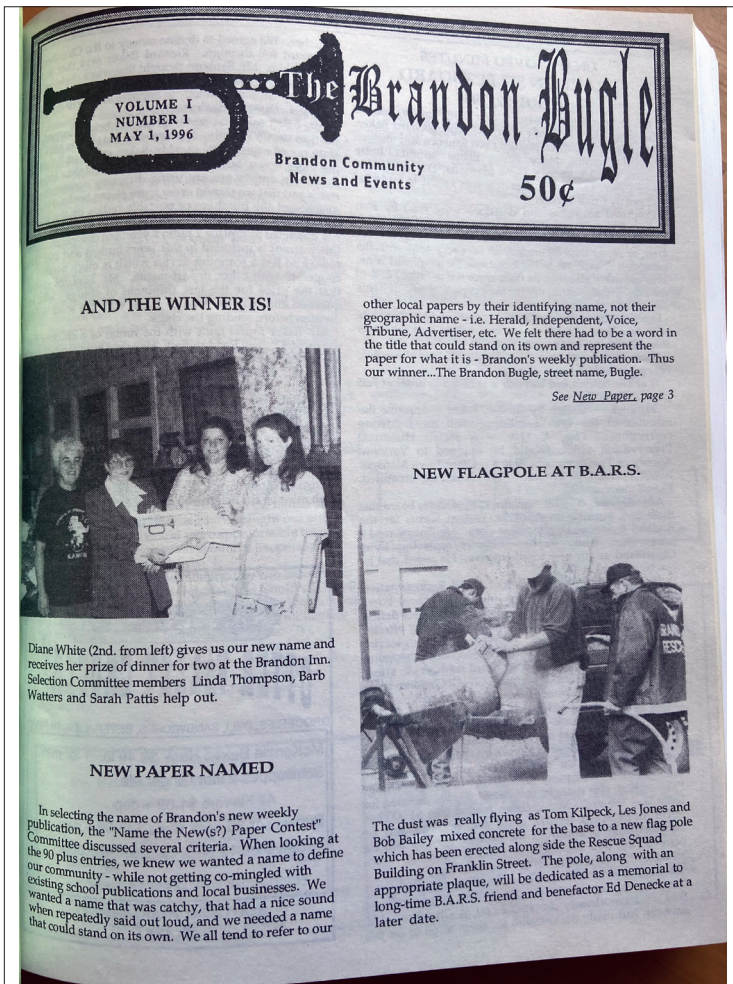 ...The Brandon Bugle
VOLUME I
NUMBER 1
MAY 1, 1996
Brandon Community
News and Events
50¢
AND THE WINNER IS!
Diane White (2nd. from left) gives us our new name and
receives her prize of dinner for two at the Brandon Inn.
Selection Committee members Linda Thompson, Barb
Watters and Sarah Pattis help out.
NEW PAPER NAMED
In selecting the name of Brandon's new weekly
publication, the "Name the New(s?) Paper Contest"
Committee discussed several criteria. When looking at
the 90 plus entries, we knew we wanted a name to define
our community - while not getting co-mingled with
existing school publications and local businesses. We
wanted a name that was catchy, that had a nice sound
when repeatedly said out loud, and we needed a name
that could stand on its own. We all tend to refer to our
other local papers by their identifying name, not their
geographic name - i.e. Herald, Independent, Voice,
Tribune, Advertiser, etc. We felt there had to be a word in
the title that could stand on its own and represent the
paper for what it is - Brandon's weekly publication. Thus
our winner...The Brandon Bugle, street name, Bugle.
See New Paper, page 3
NEW FLAGPOLE AT B.A.R.S.
The dust was really flying as Tom Kilpeck, Les Jones and
Bob Bailey mixed concrete for the base to a new flag pole
which has been erected along side the Rescue Squad
Building on Franklin Street. The pole, along with an
appropriate plaque, will be dedicated as a memorial to
long-time B.A.R.S. friend and benefactor Ed Denecke at a
later date.